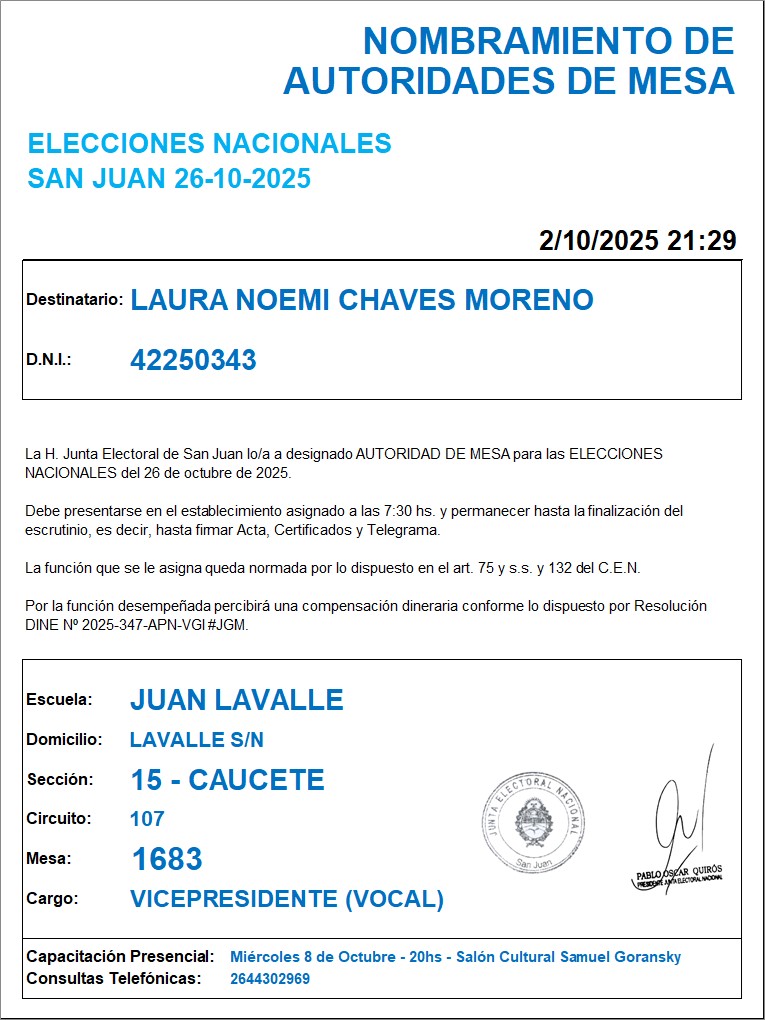 NOMBRAMIENTO DE
AUTORIDADES DE MESA
ELECCIONES NACIONALES
SAN JUAN 26-10-2025
2/10/2025 21:29
Destinatario: LAURA NOEMI CHAVES MORENO
D.N.I.: 42250343
La H. Junta Electoral de San Juan lo/a a designado AUTORIDAD DE MESA para las ELECCIONES
NACIONALES del 26 de octubre de 2025.
Debe presentarse en el establecimiento asignado a las 7:30 hs. y permanecer hasta la finalización del
escrutinio, es decir, hasta firmar Acta, Certificados y Telegrama.
La función que se le asigna queda normada por lo dispuesto en el art. 75 y s.s. y 132 del C.E.N.
Por la función desempeñada percibirá una compensación dineraria conforme lo dispuesto por Resolución
DINE Nº 2025-347-APN-VGI#JGM.
Escuela: JUAN LAVALLE
Domicilio: LAVALLE S/N
Sección: 15 - CAUCETE
Circuito: 107
Mesa: 1683
Cargo: VICEPRESIDENTE (VOCAL)
JUNTA ELECTORAL NACIONAL
San Juan
PABLO OSCAR QUIRÓS
PRESIDENTE JUNTA ELECTORAL NACIONAL
Capacitación Presencial: Miércoles 8 de Octubre - 20hs - Salón Cultural Samuel Goransky
Consultas Telefónicas: 2644302969